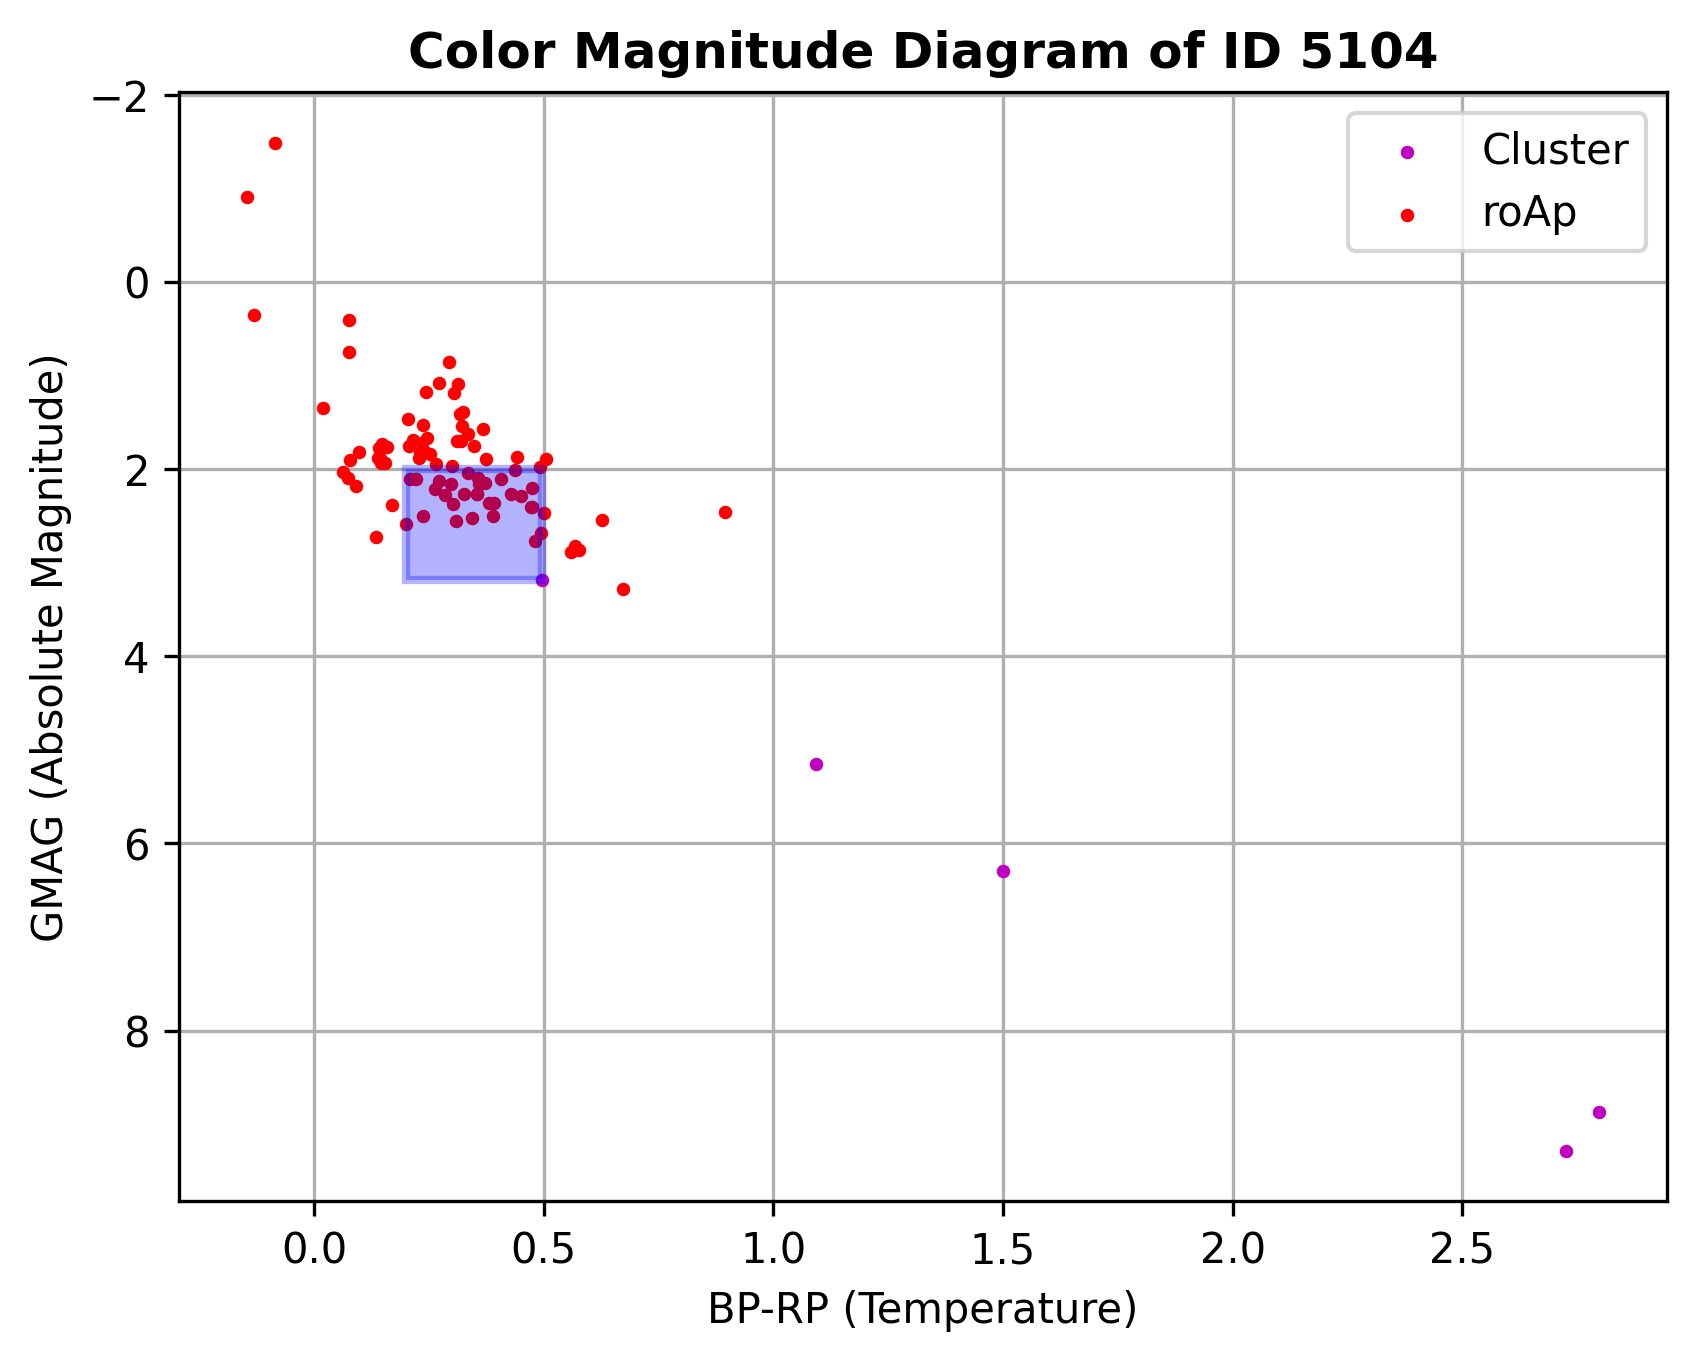 Color Magnitude Diagram of ID 5104
Cluster
roAp
−2
0
2
4
6
8
GMAG (Absolute Magnitude)
0.0 0.5 1.0 1.5 2.0 2.5
BP-RP (Temperature)